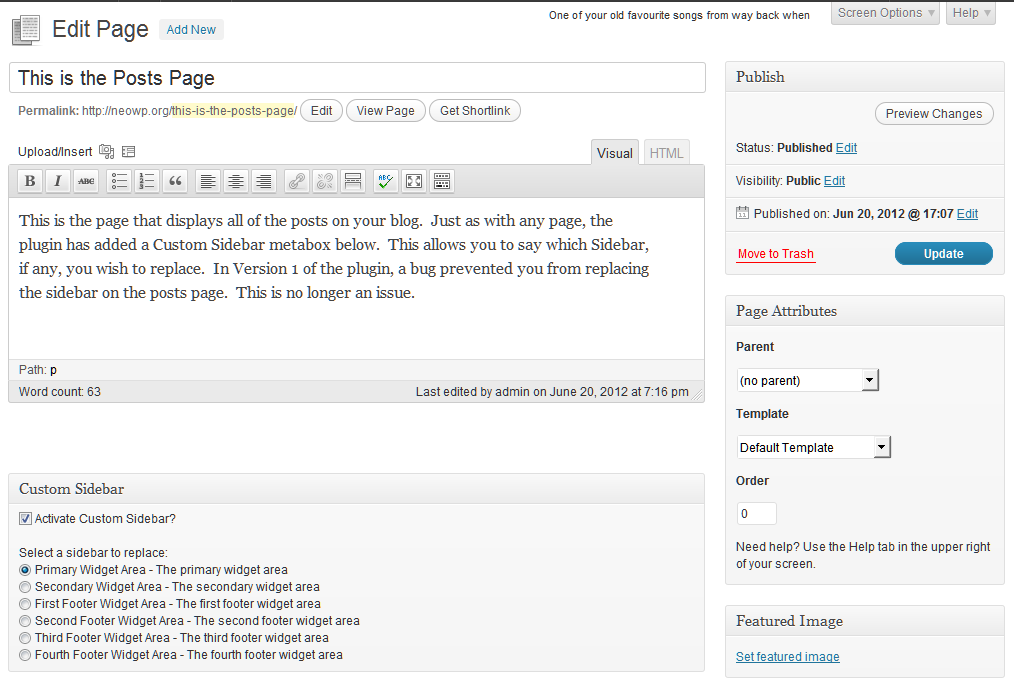 One of your old favourite songs from way back when
Screen Options
Help
Edit Page
Add New
This is the Posts Page
Permalink: http://neowp.org/this-is-the-posts-page/
Edit
View Page
Get Shortlink
Upload/Insert
Visual
HTML
B I ABC
ABC
This is the page that displays all of the posts on your blog. Just as with any page, the
plugin has added a Custom Sidebar metabox below. This allows you to say which Sidebar,
if any, you wish to replace. In Version 1 of the plugin, a bug prevented you from replacing
the sidebar on the posts page. This is no longer an issue.
Path: p
Word count: 63
Last edited by admin on June 20, 2012 at 7:16 pm
Custom Sidebar
Activate Custom Sidebar?
Select a sidebar to replace:
Primary Widget Area - The primary widget area
Secondary Widget Area - The secondary widget area
First Footer Widget Area - The first footer widget area
Second Footer Widget Area - The second footer widget area
Third Footer Widget Area - The third footer widget area
Fourth Footer Widget Area - The fourth footer widget area
Publish
Preview Changes
Status: Published Edit
Visibility: Public Edit
Published on: Jun 20, 2012 @ 17:07 Edit
Move to Trash
Update
Page Attributes
Parent
(no parent)
Template
Default Template
Order
0
Need help? Use the Help tab in the upper right
of your screen.
Featured Image
Set featured image